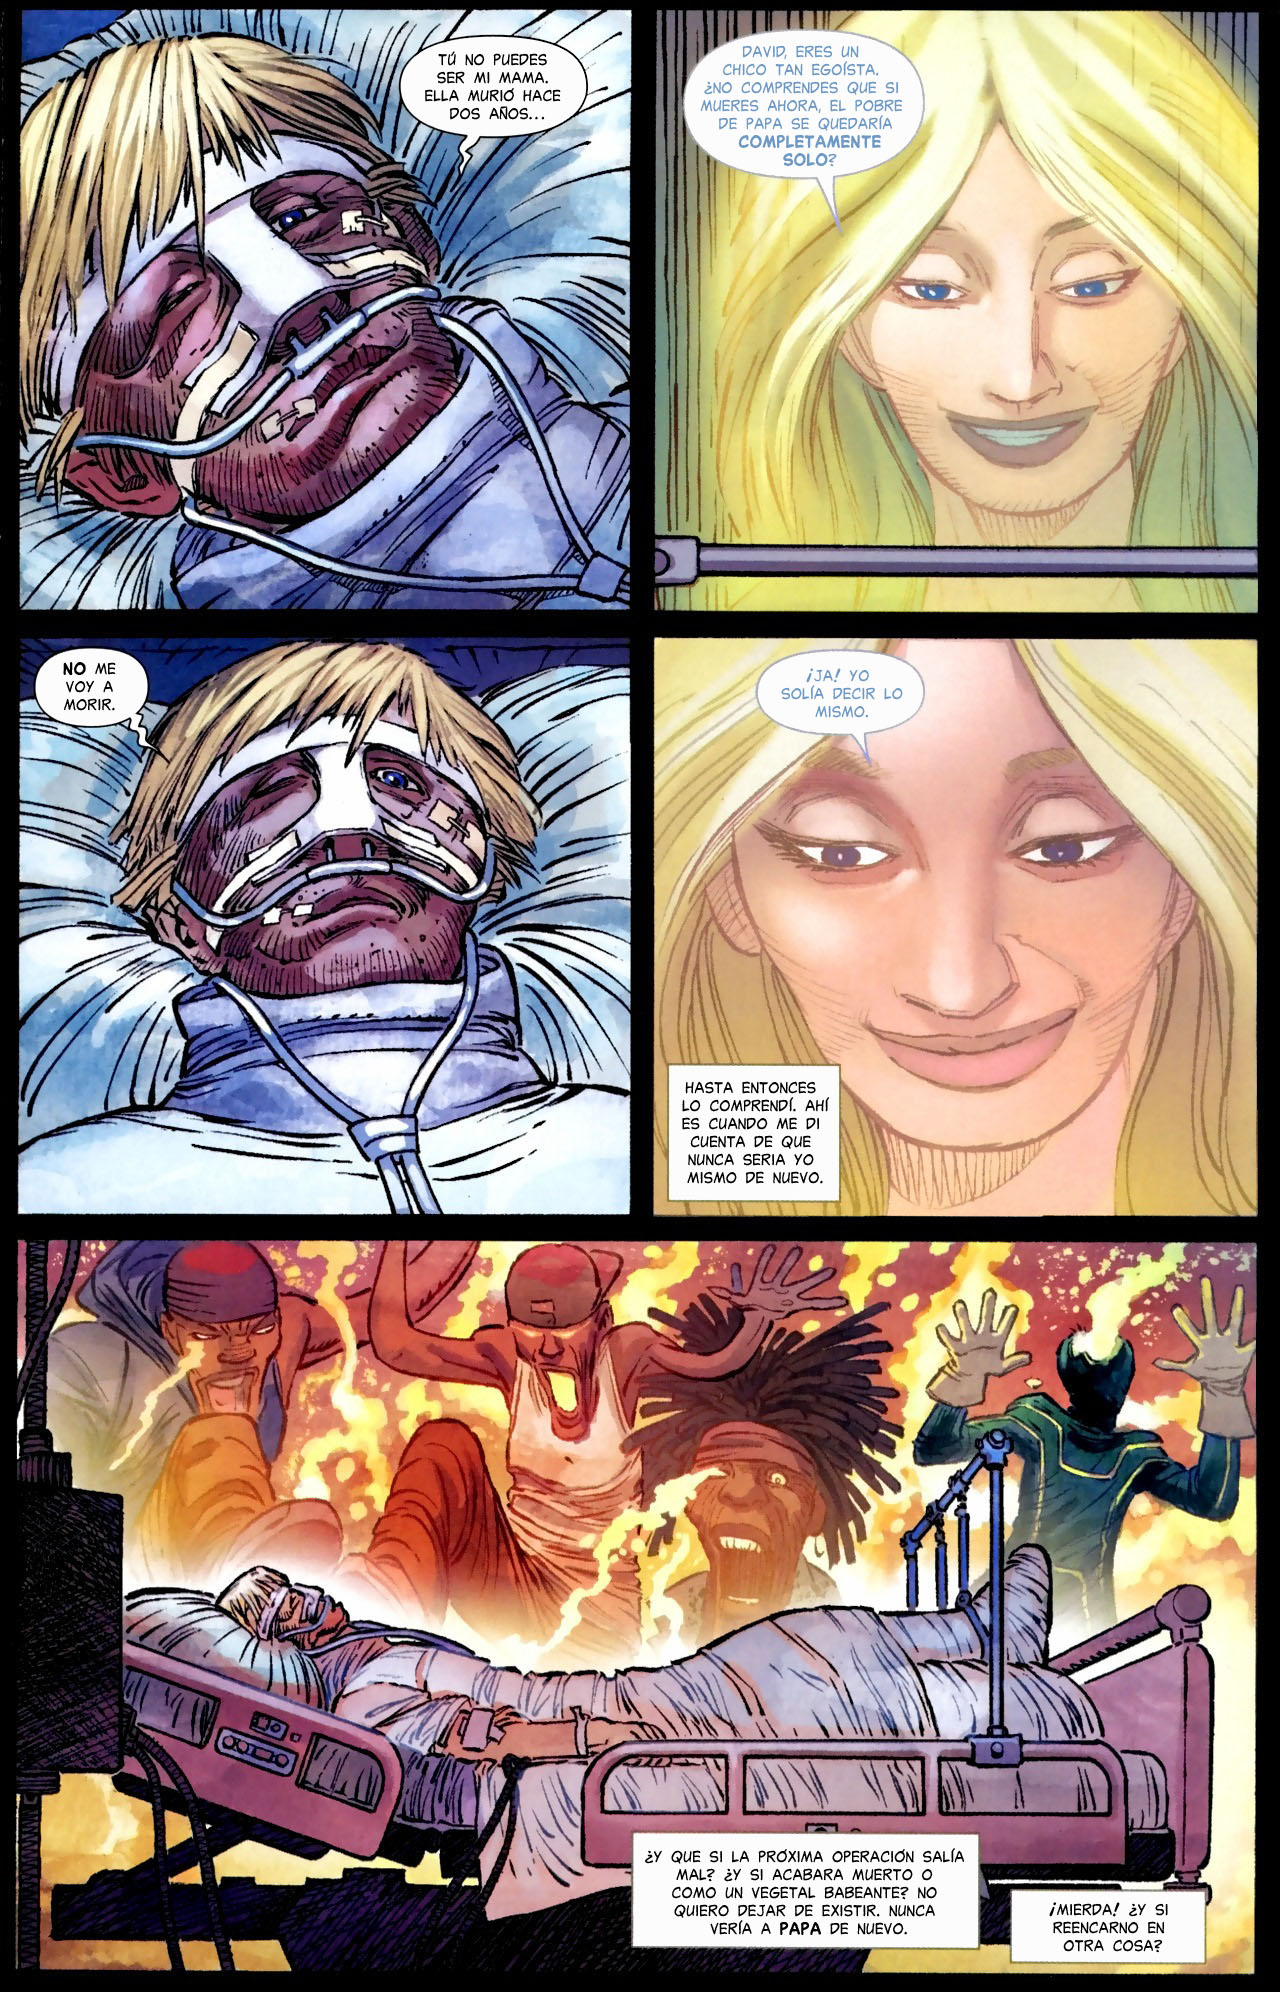 TÚ NO PUEDES
SER MI MAMA.
ELLA MURIÓ HACE
DOS AÑOS...
DAVID, ERES UN
CHICO TAN EGOÍSTA.
¿NO COMPRENDES QUE SI
MUERES AHORA, EL POBRE
DE PAPA SE QUEDARÍA
COMPLETAMENTE
SOLO?
NO ME
VOY A
MORIR.
¡JA! YO
SOLÍA DECIR LO
MISMO.
HASTA ENTONCES
LO COMPRENDÍ. AHÍ
ES CUANDO ME DI
CUENTA DE QUE
NUNCA SERIA YO
MISMO DE NUEVO.
¿Y QUE SI LA PRÓXIMA OPERACIÓN SALÍA
MAL? ¿Y SI ACABARA MUERTO O
COMO UN VEGETAL BABEANTE? NO
QUIERO DEJAR DE EXISTIR. NUNCA
VERÍA A PAPA DE NUEVO.
¡MIERDA! ¿Y SI
REENCARNO EN
OTRA COSA?